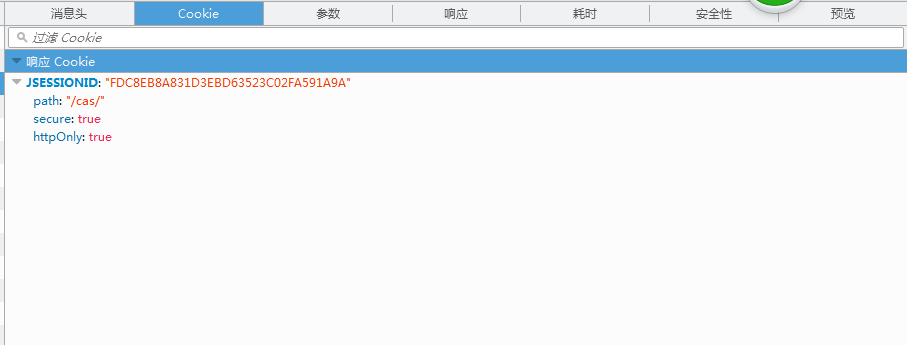 消息头 Cookie 参数 响应 耗时 安全性 预览
过滤 Cookie
响应 Cookie
JSESSIONID: "FDC8EB8A831D3EBD63523C02FA591A9A"
path: "/cas/"
secure: true
httpOnly: true